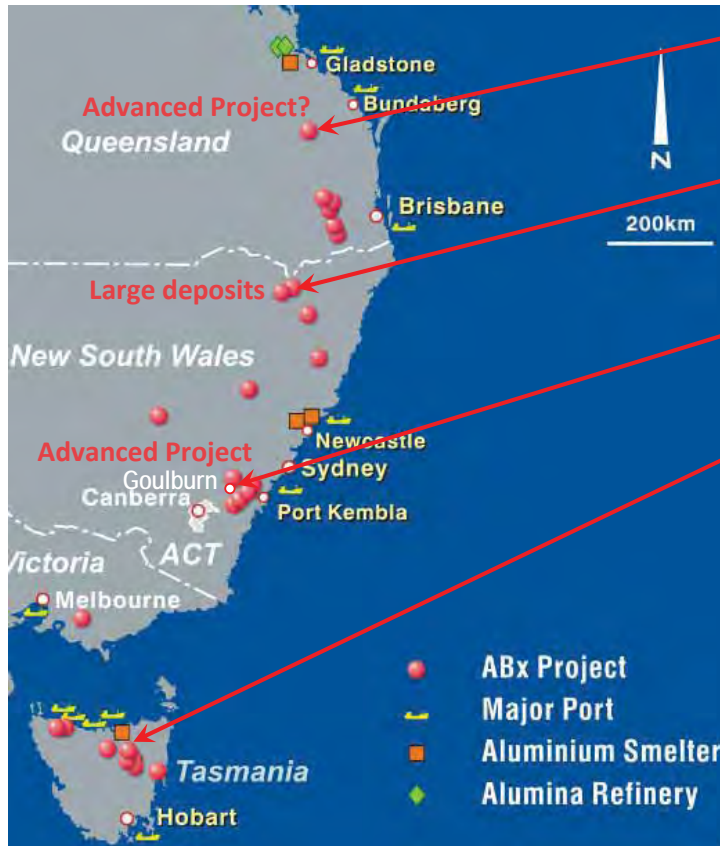 Gladstone
Advanced Project?
Bundaberg
Queensland
N
Brisbane
200km
Large deposits
New South Wales
Newcastle
Advanced Project
Sydney
Goulburn
Canberra
Port Kembla
ACT
Victoria
Melbourne
ABx Project
Major Port
Aluminium Smelter
Tasmania
Alumina Refinery
Hobart